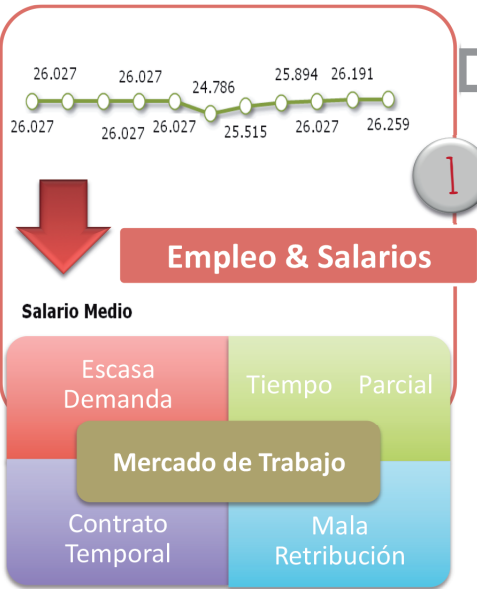 26.027 26.027 24.786 25.894 26.191
26.027 26.027 26.027 25.515 26.027 26.259
1
Empleo & Salarios
Salario Medio
Escasa
Demanda
Tiempo Parcial
Mercado de Trabajo
Contrato
Temporal
Mala
Retribución